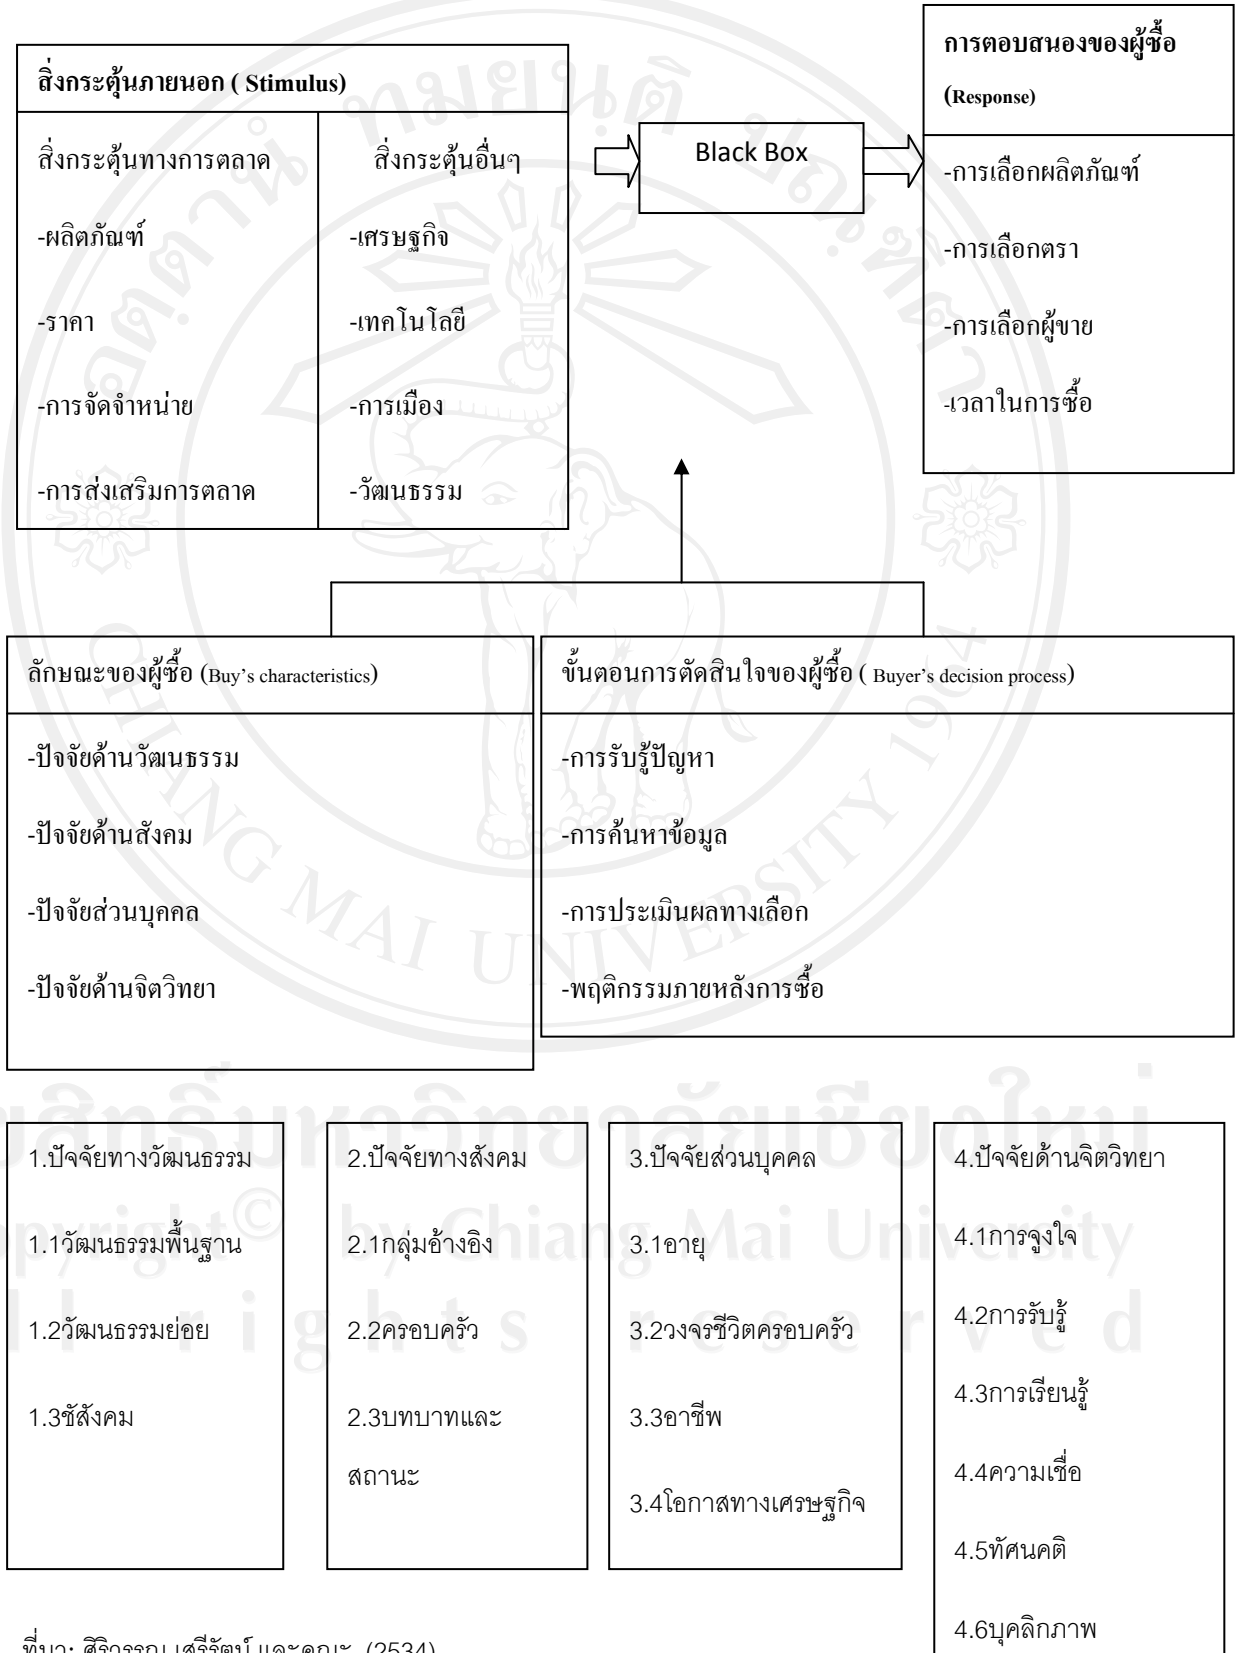 สิ่งกระตุ้นภายนอก ( Stimulus)
สิ่งกระตุ้นทางการตลาด
-ผลิตภัณฑ์
-ราคา
-การจัดจำหน่าย
-การส่งเสริมการตลาด
สิ่งกระตุ้นอื่นๆ
-เศรษฐกิจ
-เทคโนโลยี
-การเมือง
-วัฒนธรรม
Black Box
การตอบสนองของผู้ซื้อ
(Response)
-การเลือกผลิตภัณฑ์
-การเลือกตรา
-การเลือกผู้ขาย
-เวลาในการซื้อ
ลักษณะของผู้ซื้อ (Buy's characteristics)
-ปัจจัยด้านวัฒนธรรม
-ปัจจัยด้านสังคม
-ปัจจัยส่วนบุคคล
-ปัจจัยด้านจิตวิทยา
ขั้นตอนการตัดสินใจของผู้ซื้อ ( Buyer's decision process)
-การรับรู้ปัญหา
-การค้นหาข้อมูล
-การประเมินผลทางเลือก
-พฤติกรรมภายหลังการซื้อ
1.ปัจจัยทางวัฒนธรรม
1.1วัฒนธรรมพื้นฐาน
1.2วัฒนธรรมย่อย
1.3ชัสังคม
2.ปัจจัยทางสังคม
2.1กลุ่มอ้างอิง
2.2ครอบครัว
2.3บทบาทและ
สถานะ
3.ปัจจัยส่วนบุคคล
3.1อายุ
3.2วงจรชีวิตครอบครัว
3.3อาชีพ
3.4โอกาสทางเศรษฐกิจ
4.ปัจจัยด้านจิตวิทยา
4.1การจูงใจ
4.2การรับรู้
4.3การเรียนรู้
4.4ความเชื่อ
4.5ทัศนคติ
4.6บุคลิกภาพ
ที่มา: ศิริวรรณ เสรีรัตน์ และคณะ (2534)
CHIANG MAI UNIVERSITY 1964
สิทธิ์มหาวิทยาลัยเชียงใหม่
by Chiang Mai University
rights reserved